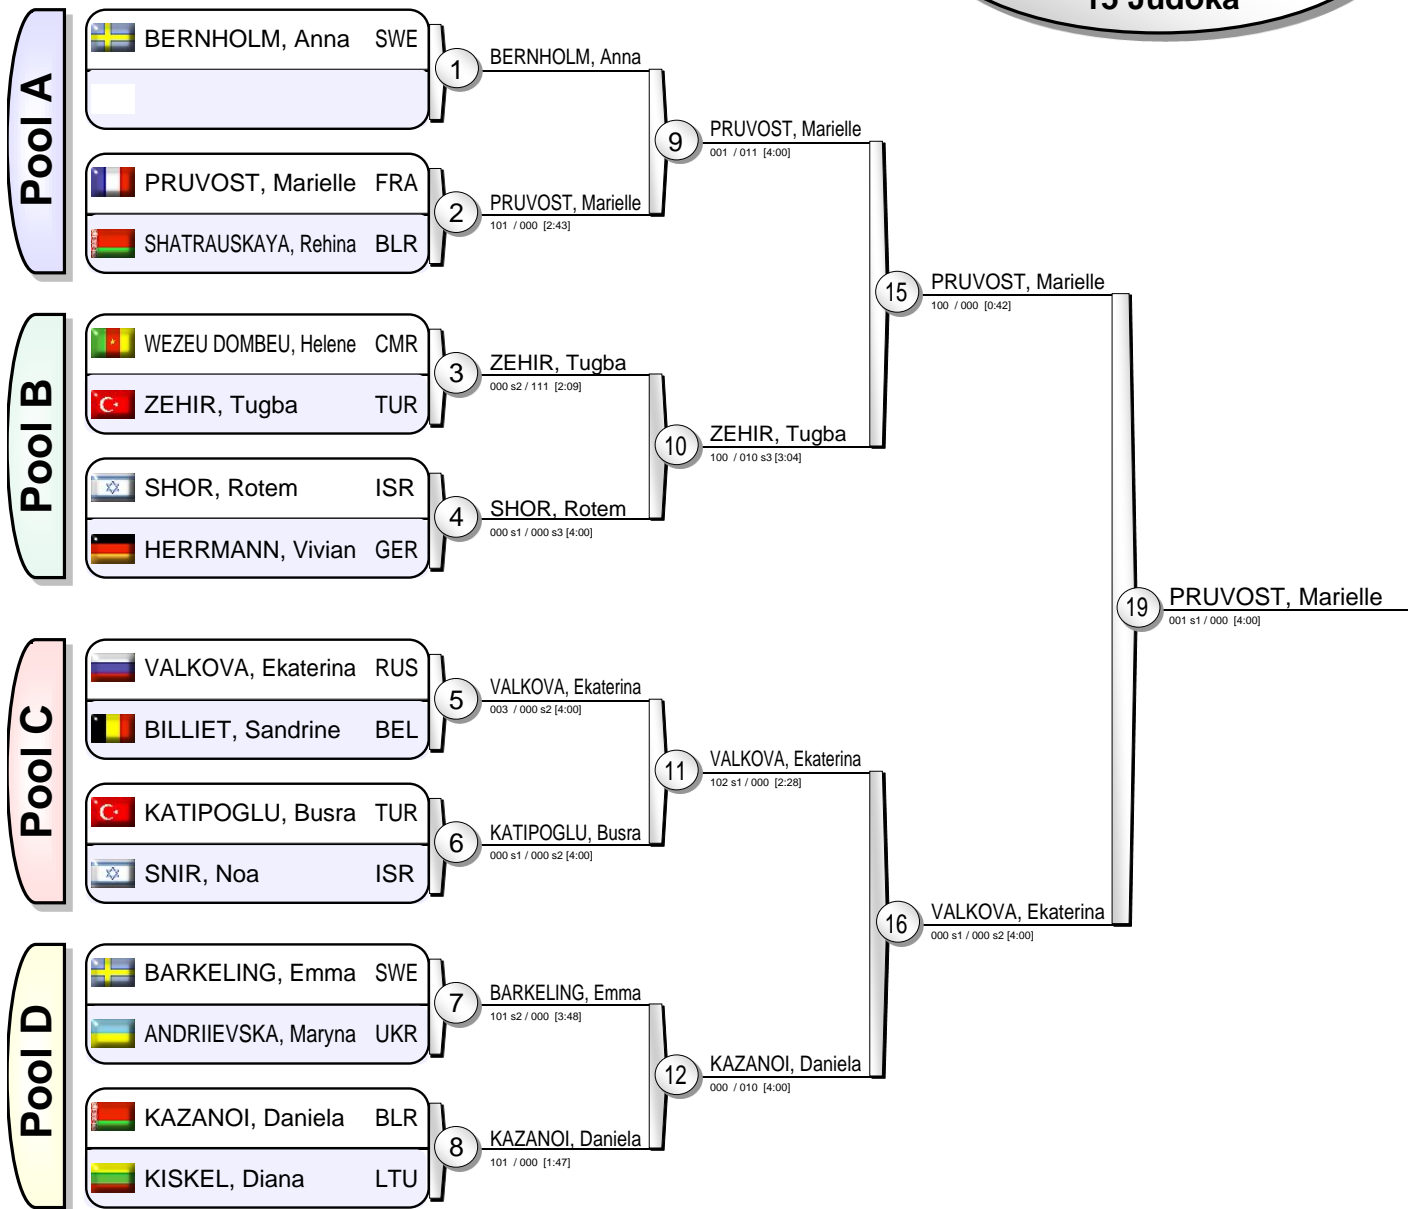 15 Judoka
Pool A
BERNHOLM, Anna SWE
PRUVOST, Marielle FRA
SHATRAUSKAYA, Rehina BLR
Pool B
WEZEU DOMBEU, Helene CMR
ZEHIR, Tugba TUR
SHOR, Rotem ISR
HERRMANN, Vivian GER
Pool C
VALKOVA, Ekaterina RUS
BILLIET, Sandrine BEL
KATIPOGLU, Busra TUR
SNIR, Noa ISR
Pool D
BARKELING, Emma SWE
ANDRIIEVSKA, Maryna UKR
KAZANOI, Daniela BLR
KISKEL, Diana LTU
1
BERNHOLM, Anna
2
PRUVOST, Marielle
101 / 000 [2:43]
3
ZEHIR, Tugba
000 s2 / 111 [2:09]
4
SHOR, Rotem
000 s1 / 000 s3 [4:00]
5
VALKOVA, Ekaterina
003 / 000 s2 [4:00]
6
KATIPOGLU, Busra
000 s1 / 000 s2 [4:00]
7
BARKELING, Emma
101 s2 / 000 [3:48]
8
KAZANOI, Daniela
101 / 000 [1:47]
9
PRUVOST, Marielle
001 / 011 [4:00]
10
ZEHIR, Tugba
100 / 010 s3 [3:04]
11
VALKOVA, Ekaterina
102 s1 / 000 [2:28]
12
KAZANOI, Daniela
000 / 010 [4:00]
15
PRUVOST, Marielle
100 / 000 [0:42]
16
VALKOVA, Ekaterina
000 s1 / 000 s2 [4:00]
19
PRUVOST, Marielle
001 s1 / 000 [4:00]